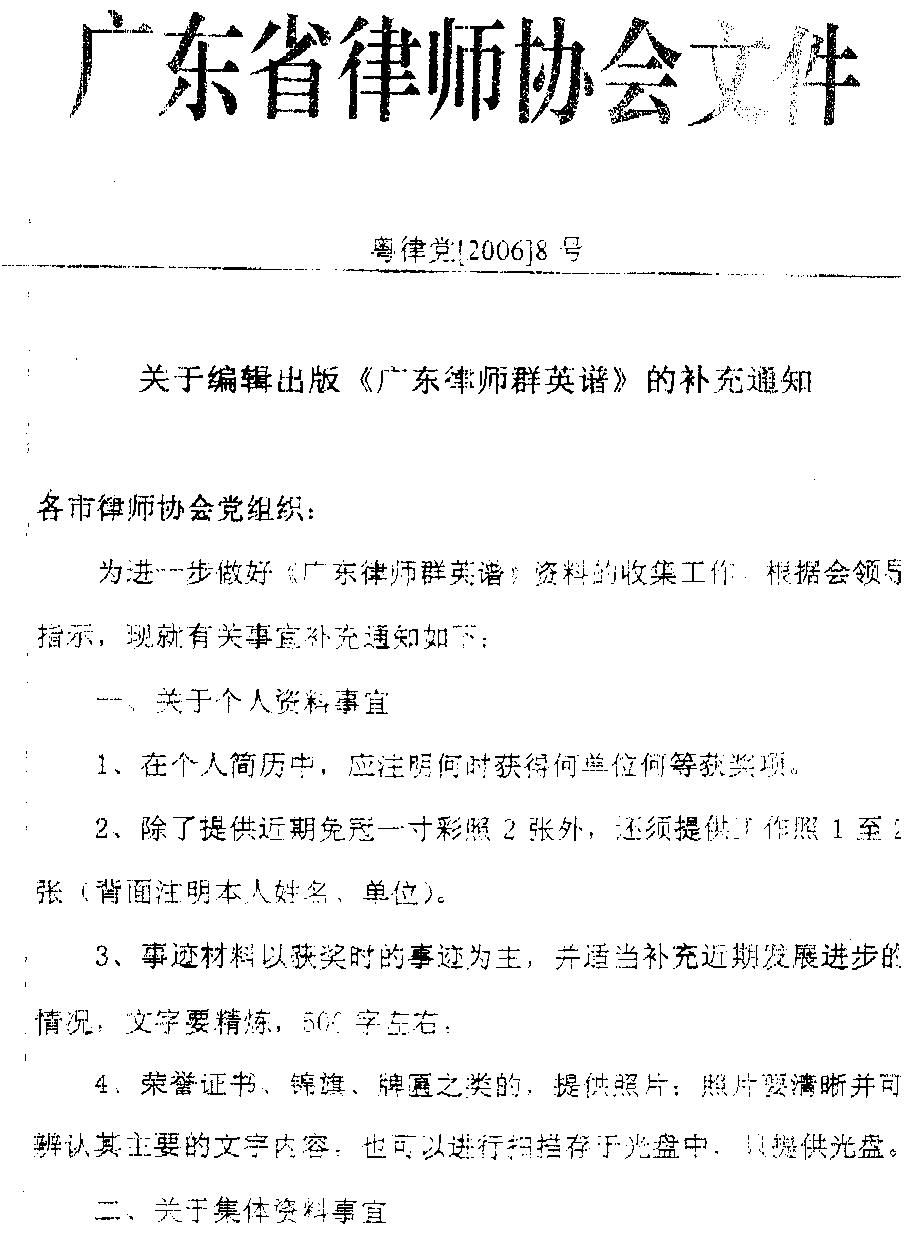 广东省律师协会文件
粤律党[2006]8 号
关于编辑出版《广东律师群英谱》的补充通知
各市律师协会党组织：
为进一步做好《广东律师群英谱》资料的收集工作，根据会领导
指示，现就有关事宜补充通知如下：
一、关于个人资料事宜
1、在个人简历中，应注明何时获得何单位何等获奖项。
2、除了提供近期免冠一寸彩照 2 张外，还须提供工作照 1 至 2
张（背面注明本人姓名、单位）。
3、事迹材料以获奖时的事迹为主，并适当补充近期发展进步的
情况，文字要精炼，500 字左右。
4、荣誉证书、锦旗、牌匾之类的，提供照片；照片要清晰并可
辨认其主要的文字内容。也可以进行扫描存于光盘中，只提供光盘。
二、关于集体资料事宜